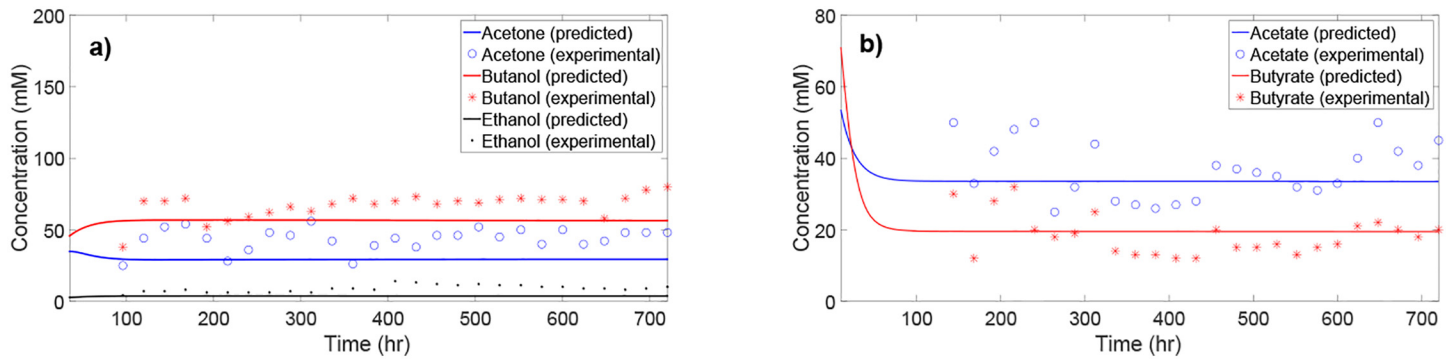 a)
Concentration (mM)
200
150
100
50
0
Acetone (predicted)
Acetone (experimental)
Butanol (predicted)
Butanol (experimental)
Ethanol (predicted)
Ethanol (experimental)
100 200 300 400 500 600 700
Time (hr)
b)
Concentration (mM)
80
60
40
20
0
Acetate (predicted)
Acetate (experimental)
Butyrate (predicted)
Butyrate (experimental)
100 200 300 400 500 600 700
Time (hr)